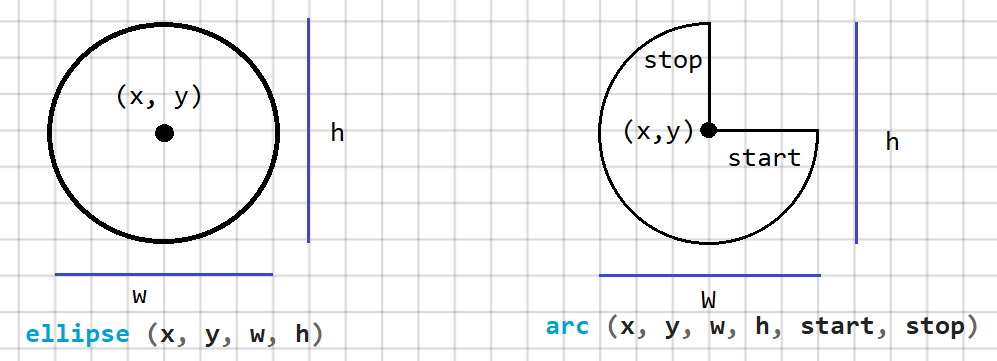 (x, y)
h
w
ellipse (x, y, w, h)
stop
(x,y)
start
h
W
arc (x, y, w, h, start, stop)